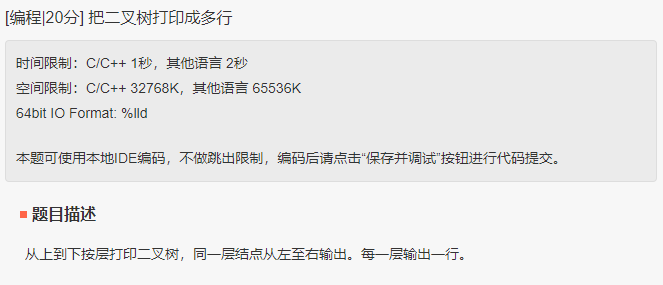 [编程|20分] 把二叉树打印成多行
时间限制：C/C++ 1秒，其他语言 2秒
空间限制：C/C++ 32768K，其他语言 65536K
64bit IO Format: %lld
本题可使用本地IDE编码，不做跳出限制，编码后请点击“保存并调试”按钮进行代码提交。
题目描述
从上到下按层打印二叉树，同一层结点从左至右输出。每一层输出一行。